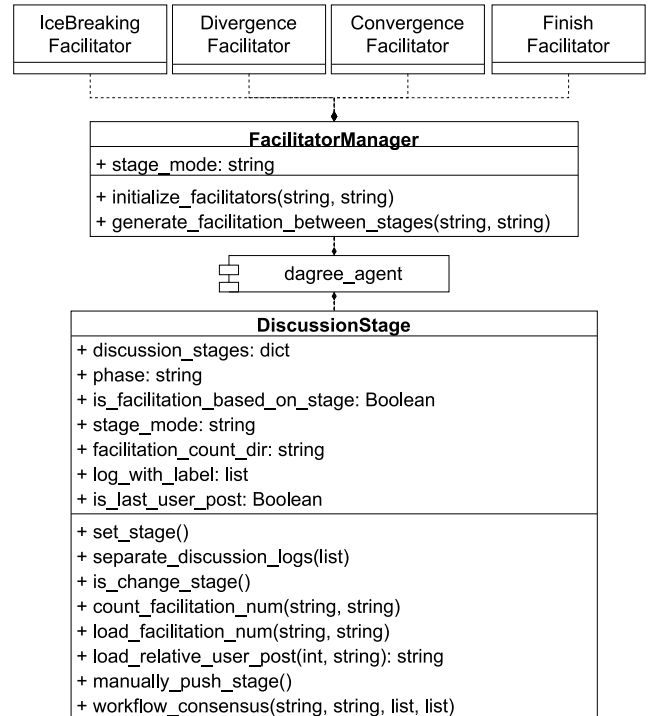 IceBreaking
Facilitator
Divergence
Facilitator
Convergence
Facilitator
Finish
Facilitator
FacilitatorManager
+ stage_mode: string
+ initialize_facilitators(string, string)
+ generate_facilitation_between_stages(string, string)
dagree_agent
DiscussionStage
+ discussion_stages: dict
+ phase: string
+ is_facilitation_based_on_stage: Boolean
+ stage_mode: string
+ facilitation_count_dir: string
+ log_with_label: list
+ is_last_user_post: Boolean
+ set_stage()
+ separate_discussion_logs(list)
+ is_change_stage()
+ count_facilitation_num(string, string)
+ load_facilitation_num(string, string)
+ load_relative_user_post(int, string): string
+ manually_push_stage()
+ workflow_consensus(string, string, list, list)